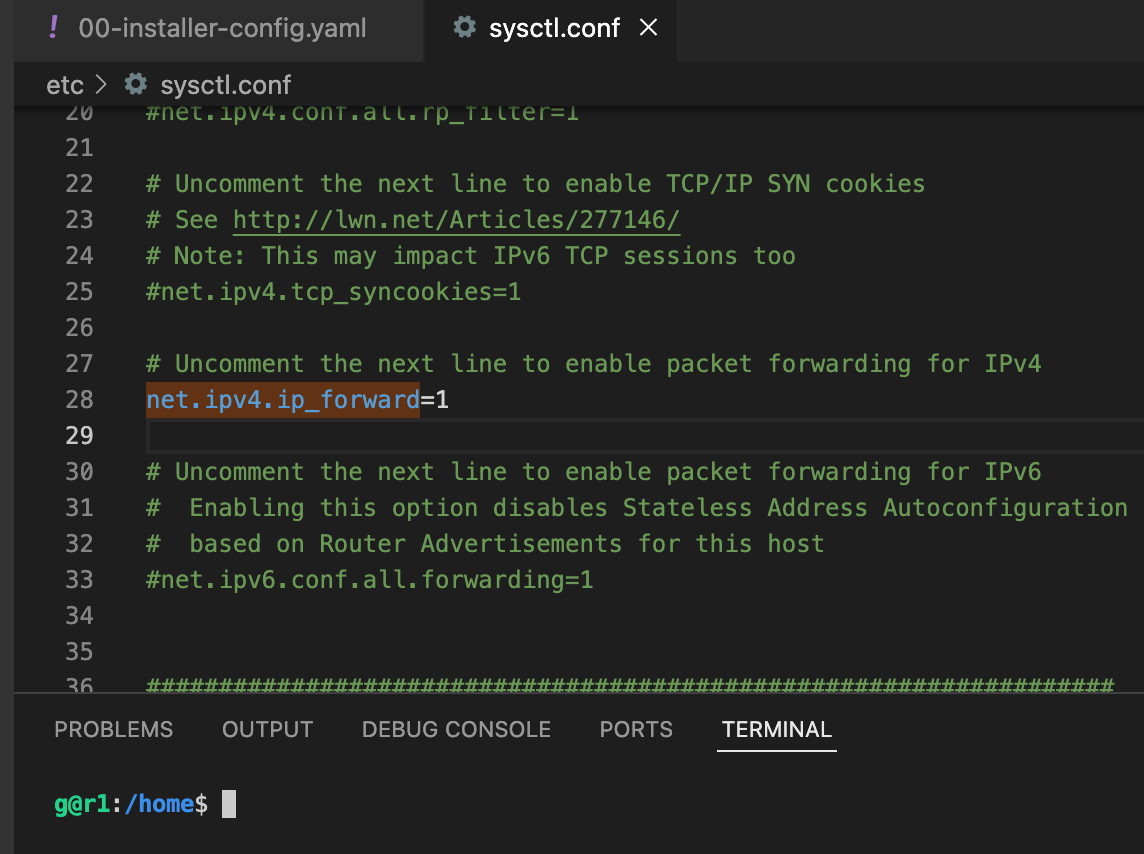 00-installer-config.yaml
sysctl.conf
etc > sysctl.conf
20 #net.ipv4.conf.all.rp_filter=1
21
22 # Uncomment the next line to enable TCP/IP SYN cookies
23 # See http://lwn.net/Articles/277146/
24 # Note: This may impact IPv6 TCP sessions too
25 #net.ipv4.tcp_syncookies=1
26
27 # Uncomment the next line to enable packet forwarding for IPv4
28 net.ipv4.ip_forward=1
29
30 # Uncomment the next line to enable packet forwarding for IPv6
31 #  Enabling this option disables Stateless Address Autoconfiguration
32 #  based on Router Advertisements for this host
33 #net.ipv6.conf.all.forwarding=1
34
35
36 ###################################################################
PROBLEMS OUTPUT DEBUG CONSOLE PORTS TERMINAL
g@r1:/home$